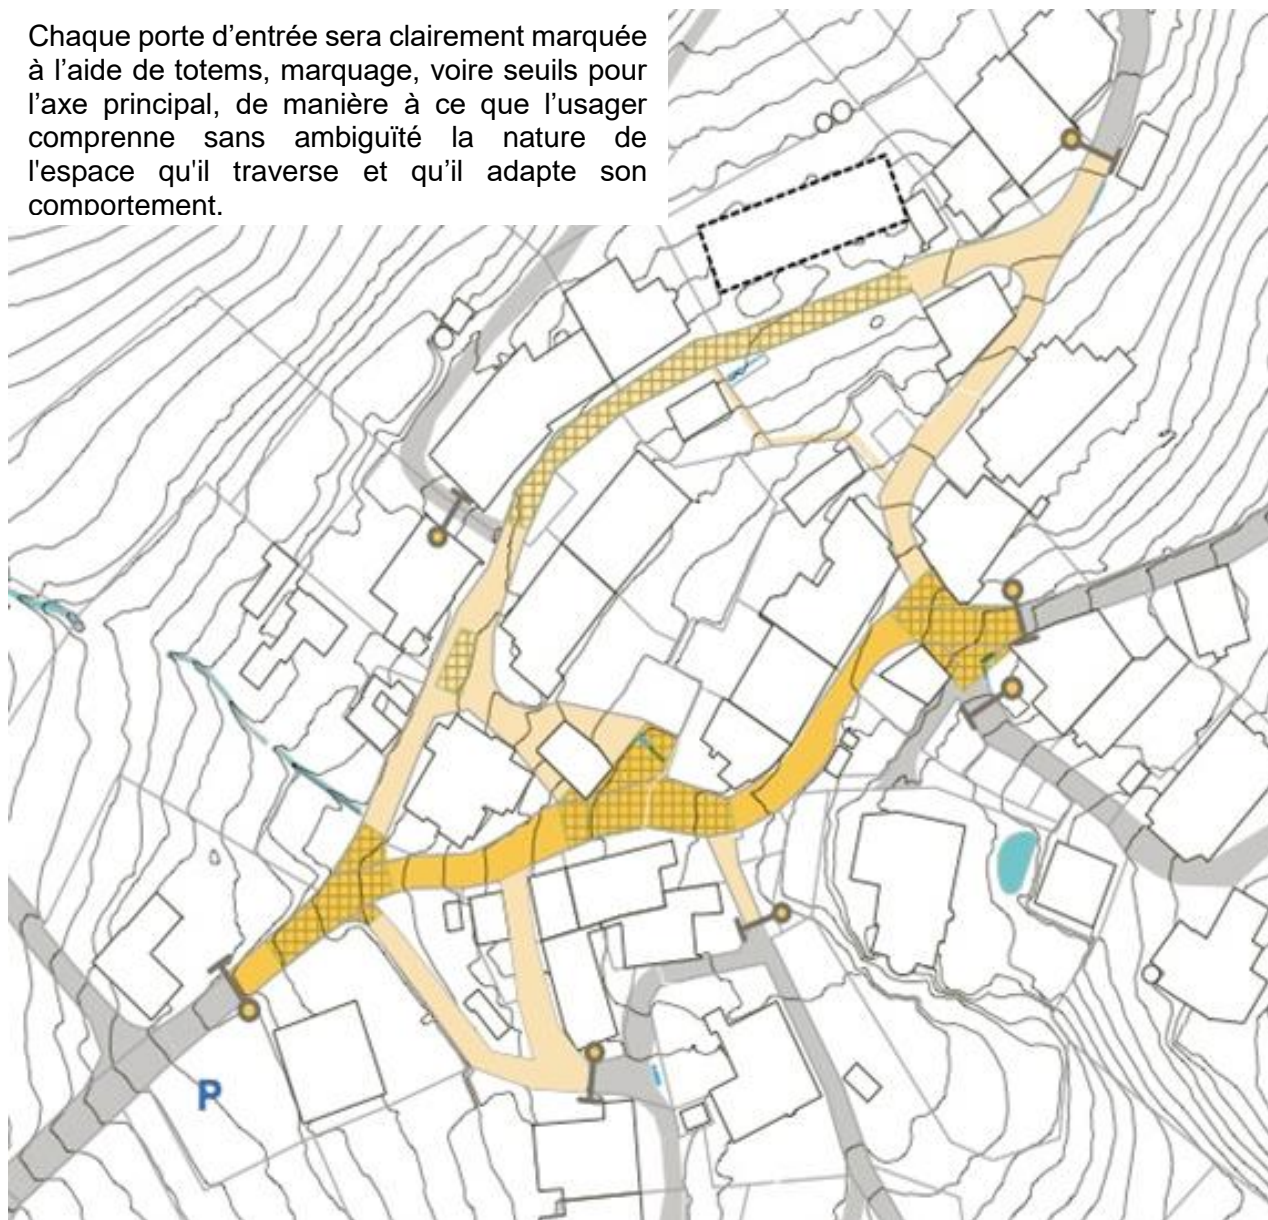 Chaque porte d’entrée sera clairement marquée
à l’aide de totems, marquage, voire seuils pour
l’axe principal, de manière à ce que l’usager
comprenne sans ambiguïté la nature de
l'espace qu'il traverse et qu’il adapte son
comportement.
P